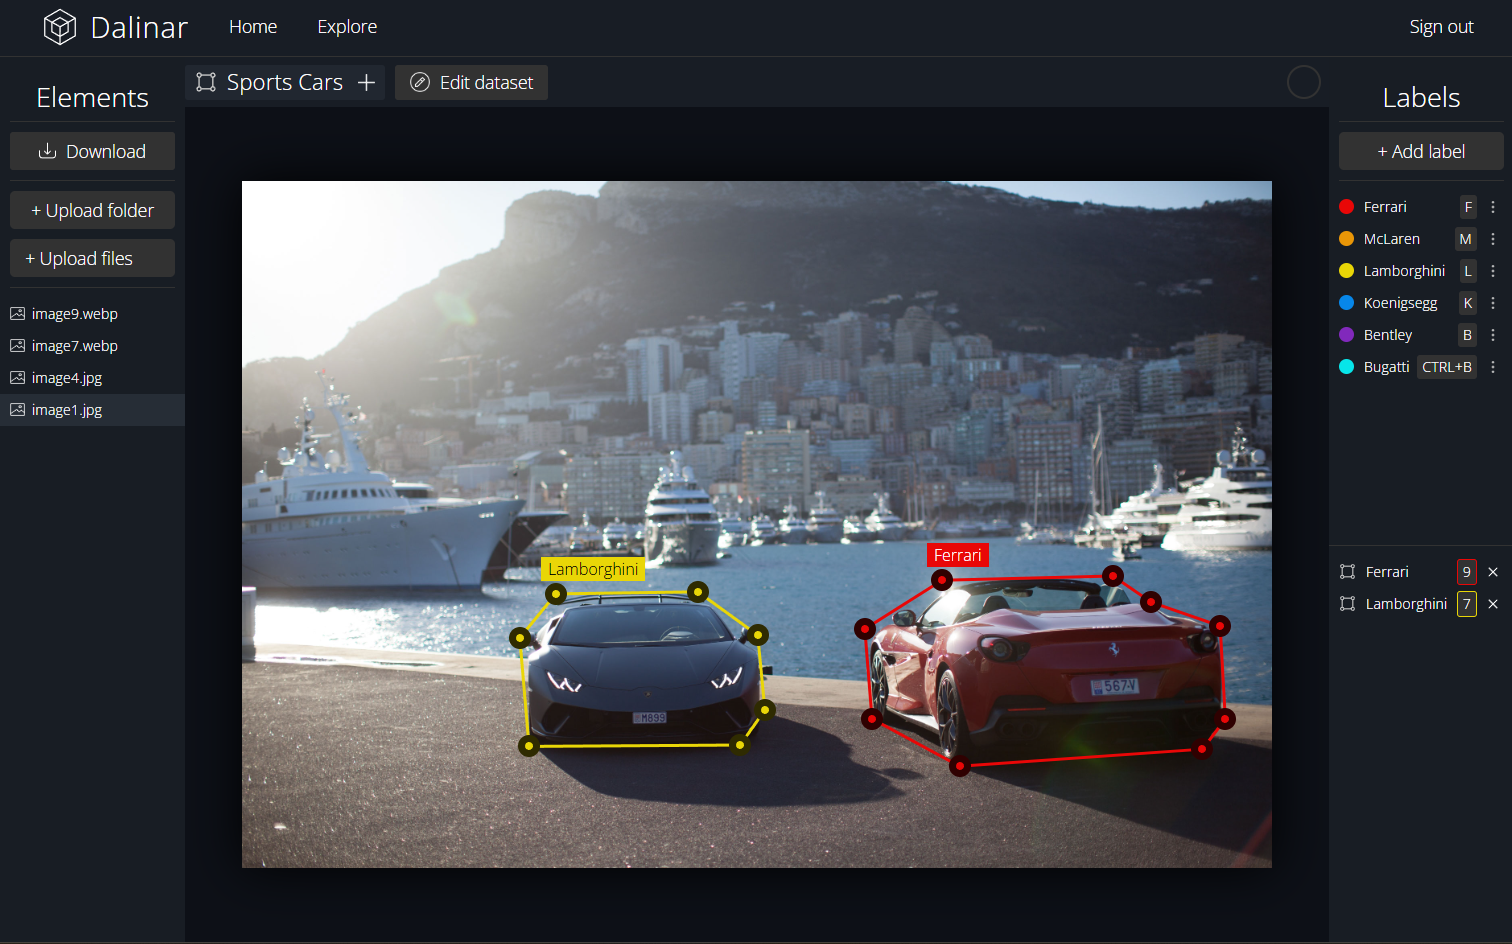 Dalinar
Home
Explore
Sign out
Elements
Download
+ Upload folder
+ Upload files
image9.webp
image7.webp
image4.jpg
image1.jpg
Sports Cars +
Edit dataset
Lamborghini
Ferrari
M899
567V
Labels
+ Add label
Ferrari F
McLaren M
Lamborghini L
Koenigsegg K
Bentley B
Bugatti CTRL+B
Ferrari 9
Lamborghini 7